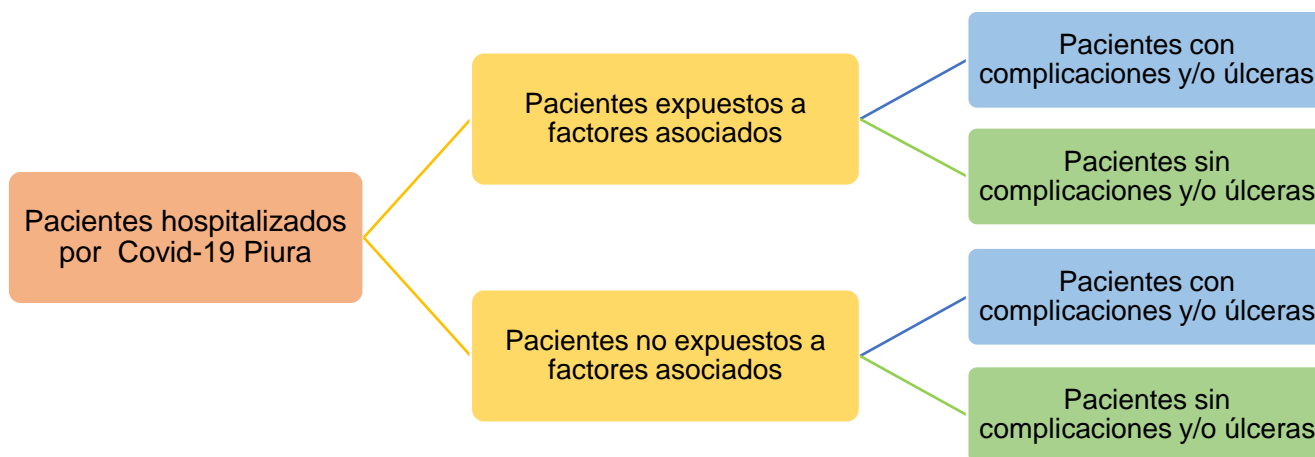 Pacientes hospitalizados
por Covid-19 Piura
Pacientes expuestos a
factores asociados
Pacientes con
complicaciones y/o úlceras
Pacientes sin
complicaciones y/o úlceras
Pacientes no expuestos a
factores asociados
Pacientes con
complicaciones y/o úlceras
Pacientes sin
complicaciones y/o úlceras